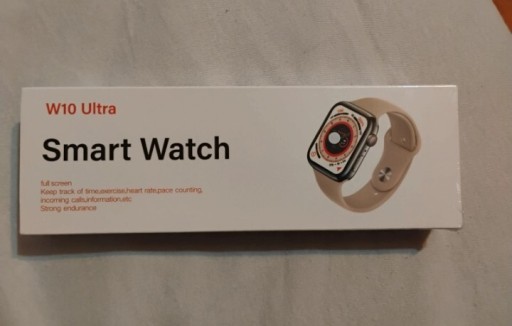 W10 Ultra
Smart Watch
full screen
Keep track of time,exercise,heart rate,pace counting,
incoming call,information,etc
Strong endurance